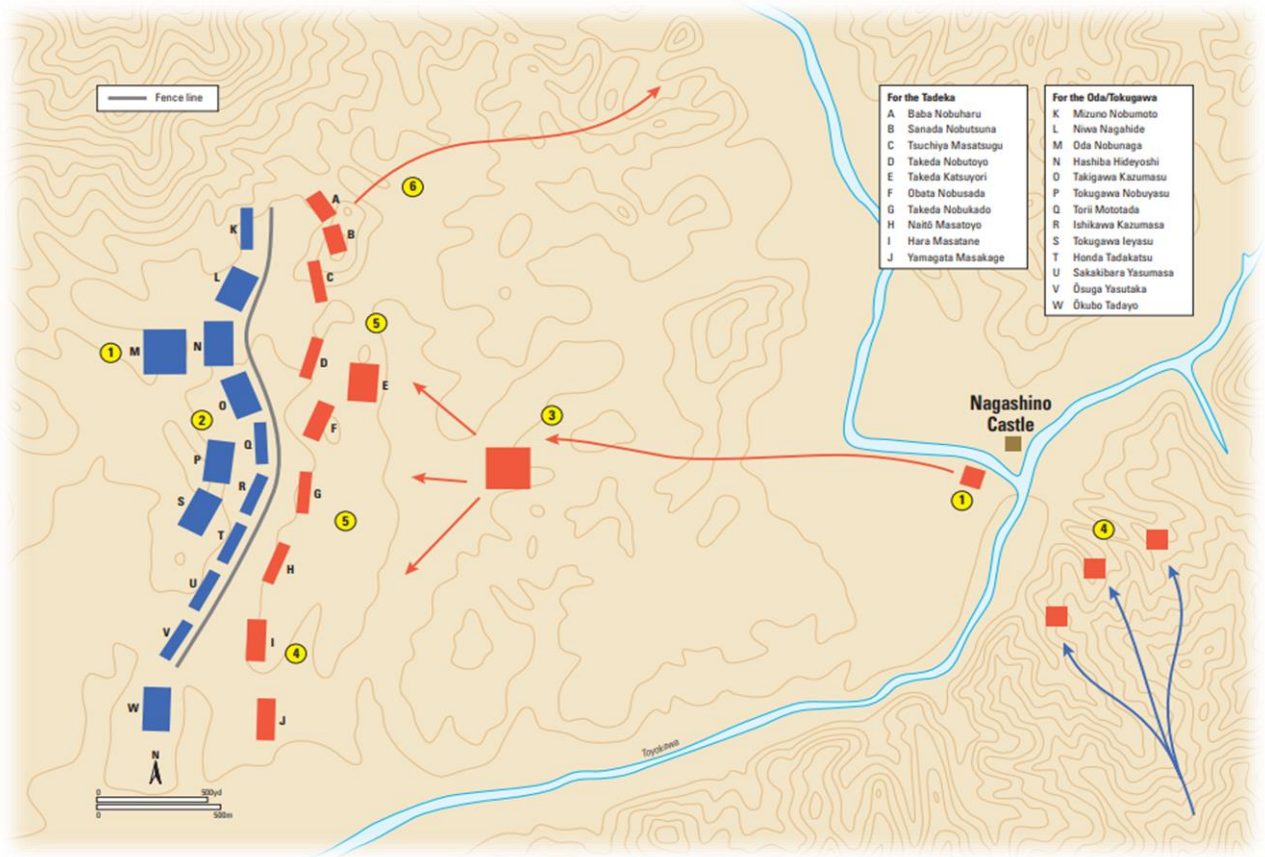 Fence line
For the Tadeka
A Baba Nobuharu
B Sanada Nobutsuna
C Tsuchiya Masatsugu
D Takeda Nobutoyo
E Takeda Katsuyori
F Obata Nobusada
G Takeda Nobukado
H Naitō Masatoyo
I Hara Masatane
J Yamagata Masakage
For the Oda/Tokugawa
K Mizuno Nobumoto
L Niwa Nagahide
M Oda Nobunaga
N Hashiba Hideyoshi
O Takigawa Kazumasu
P Tokugawa Nobuyasu
Q Torii Mototada
R Ishikawa Kazumasa
S Tokugawa Ieyasu
T Honda Tadakatsu
U Sakakibara Yasumasa
V Ōsuga Yasutaka
W Ōkubo Tadayo
6
A
K
B
L
C
5
1
M
N
D
E
O
2
3
F
Nagashino
Castle
Q
P
R
G
1
S
5
4
T
H
U
V
I
4
W
J
Toyokawa
N
0
500yd
0
500m